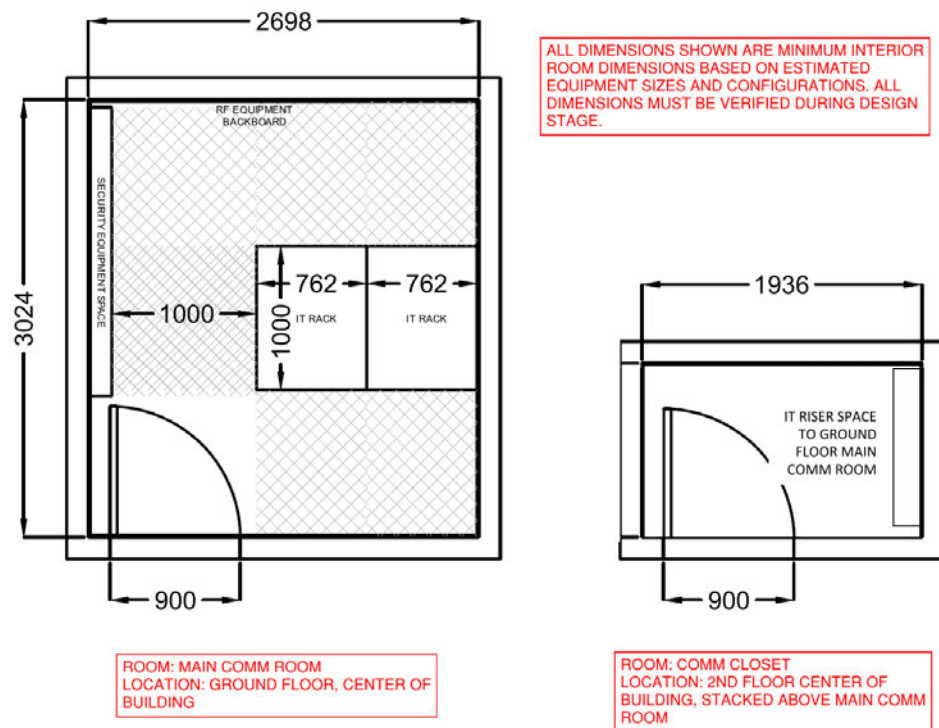 2698
ALL DIMENSIONS SHOWN ARE MINIMUM INTERIOR
ROOM DIMENSIONS BASED ON ESTIMATED
EQUIPMENT SIZES AND CONFIGURATIONS. ALL
DIMENSIONS MUST BE VERIFIED DURING DESIGN
STAGE.
RF EQUIPMENT
BACKBOARD
SECURITY EQUIPMENT SPACE
3024
1000
1000
762
762
IT RACK
IT RACK
900
ROOM: MAIN COMM ROOM
LOCATION: GROUND FLOOR, CENTER OF
BUILDING
1936
IT RISER SPACE
TO GROUND
FLOOR MAIN
COMM ROOM
900
ROOM: COMM CLOSET
LOCATION: 2ND FLOOR CENTER OF
BUILDING, STACKED ABOVE MAIN COMM
ROOM